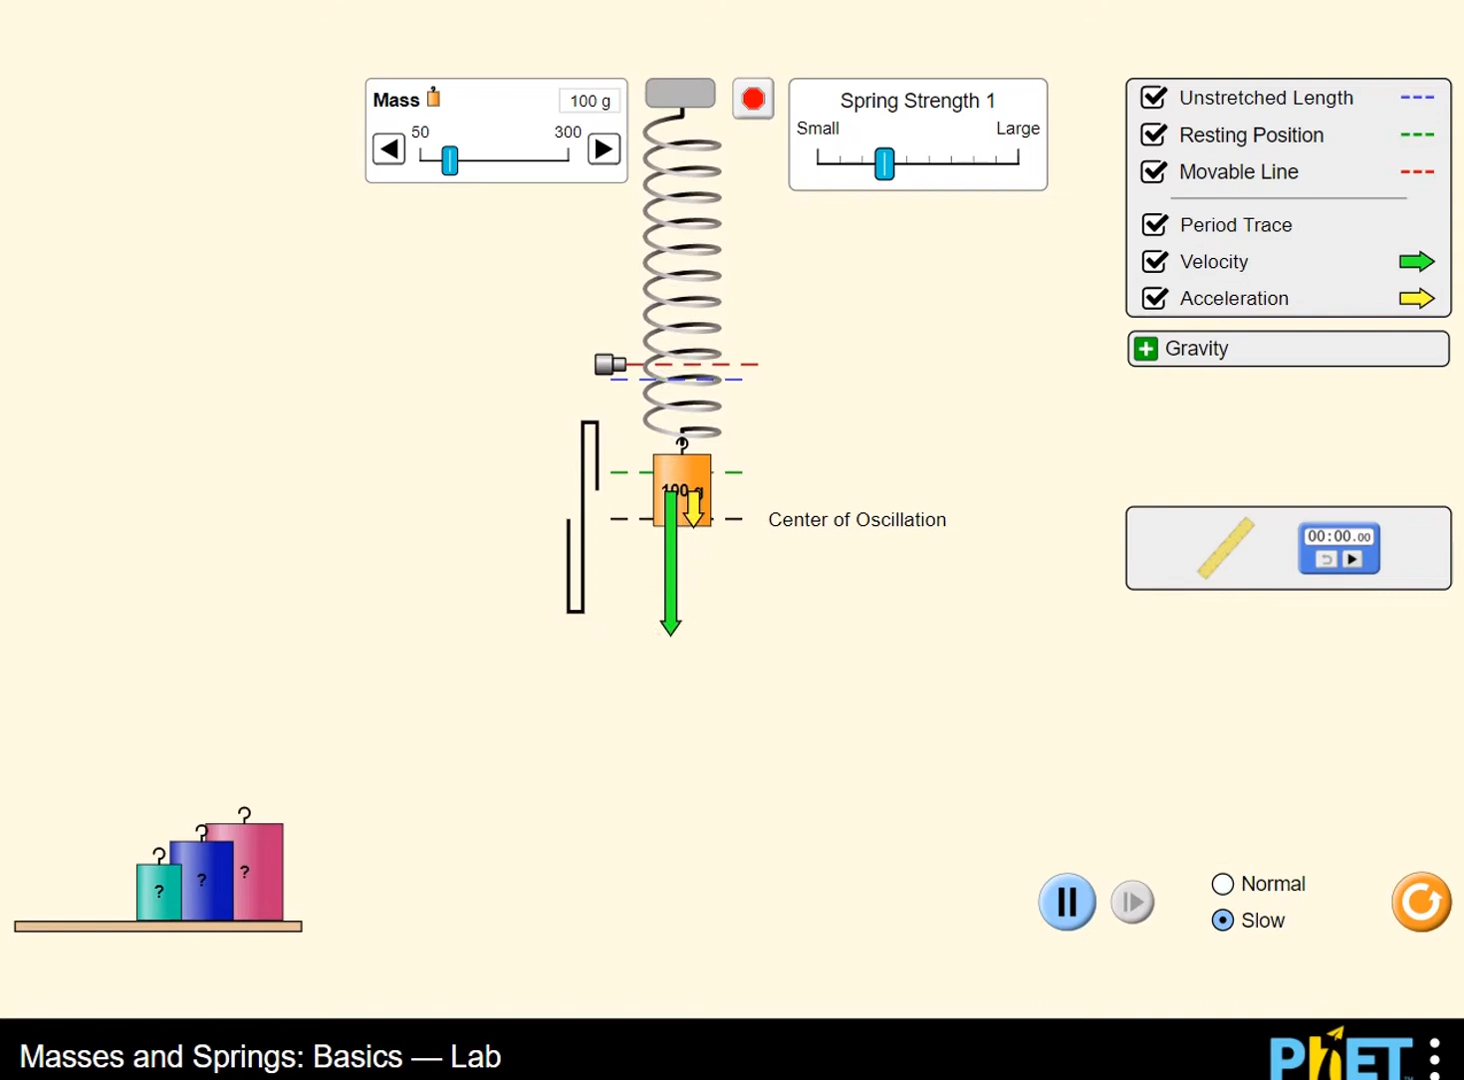 Mass 100 g
50 300
Spring Strength 1
Small Large
Unstretched Length
Resting Position
Movable Line
Period Trace
Velocity
Acceleration
Gravity
100 g
Center of Oscillation
00:00.00
? ? ?
Normal
Slow
Masses and Springs: Basics — Lab
PhET